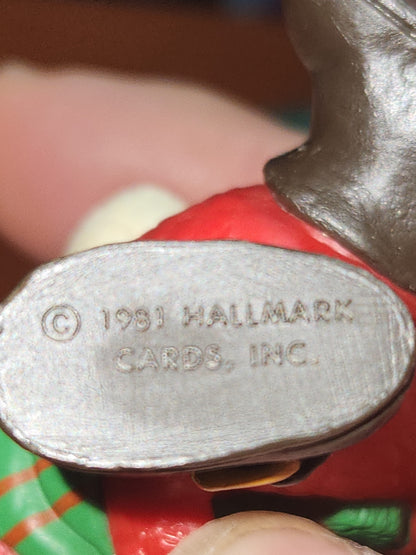 © 1981 HALLMARK
CARDS, INC.